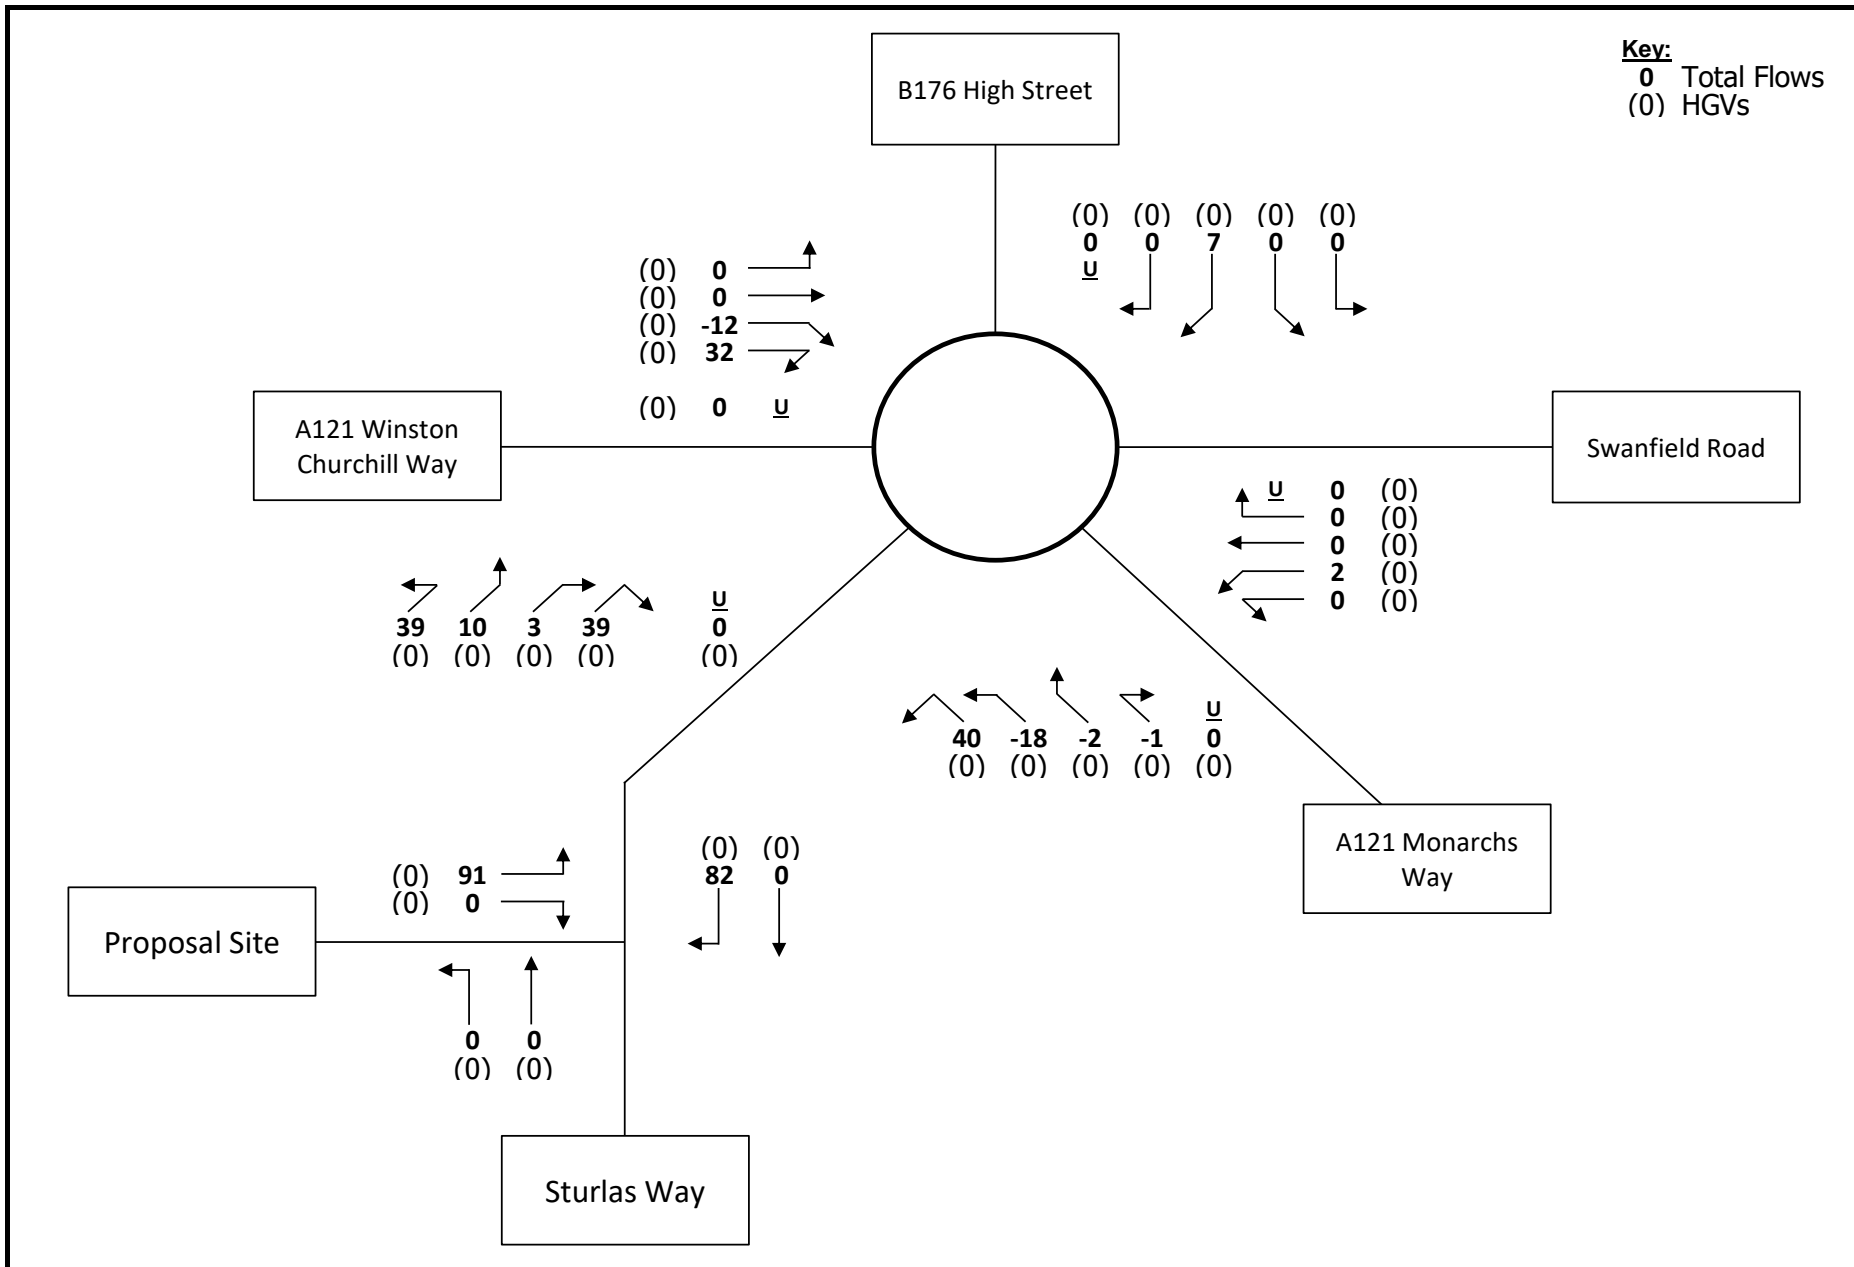 Key:
0 Total Flows
(0) HGVs
B176 High Street
(0) (0) (0) (0) (0)
0 0 7 0 0
U
(0) 0
(0) 0
(0) -12
(0) 32
(0) 0 U
A121 Winston
Churchill Way
Swanfield Road
U 0 (0)
0 (0)
0 (0)
2 (0)
0 (0)
U
39 10 3 39 0
(0) (0) (0) (0) (0)
U
40 -18 -2 -1 0
(0) (0) (0) (0) (0)
A121 Monarchs
Way
(0) (0)
82 0
(0) 91
(0) 0
Proposal Site
0 0
(0) (0)
Sturlas Way